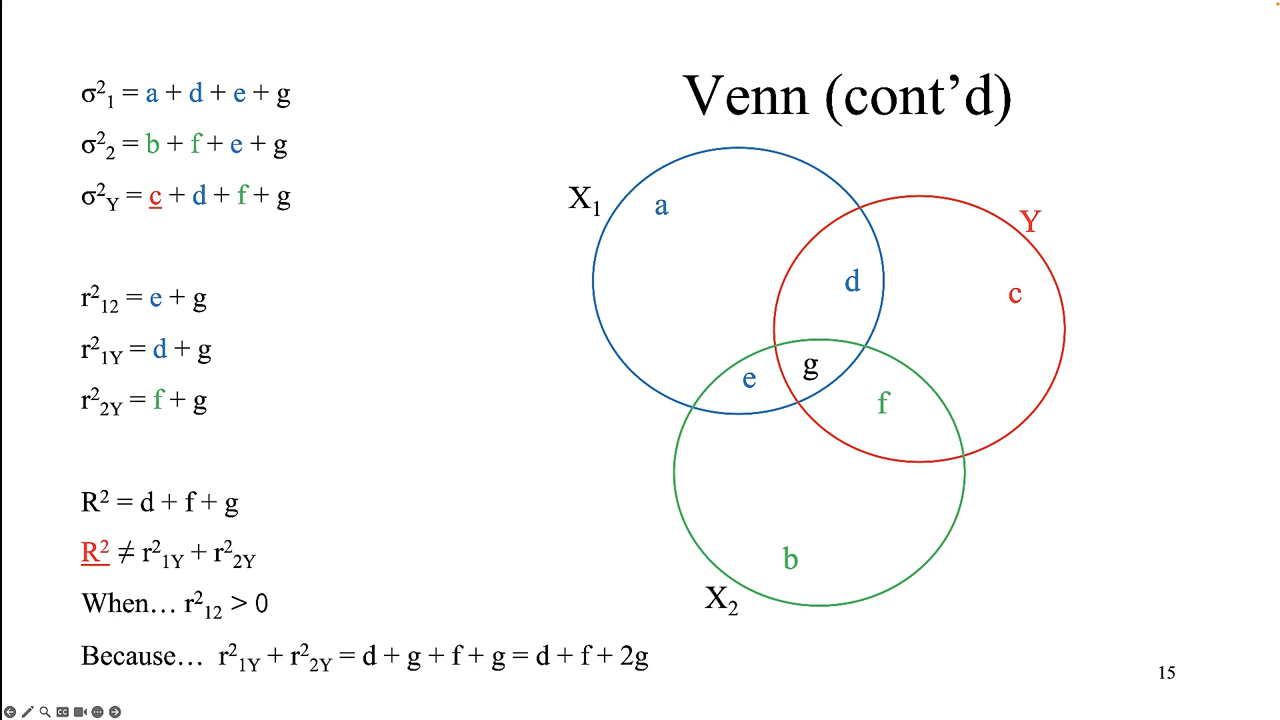 Venn (cont’d)
σ²₁ = a + d + e + g
σ²₂ = b + f + e + g
σ²Y = c + d + f + g
r²₁₂ = e + g
r²₁Y = d + g
r²₂Y = f + g
R² = d + f + g
R² ≠ r²₁Y + r²₂Y
When… r²₁₂ > 0
Because… r²₁Y + r²₂Y = d + g + f + g = d + f + 2g
X₁
a
Y
d
c
e
g
f
b
X₂
15